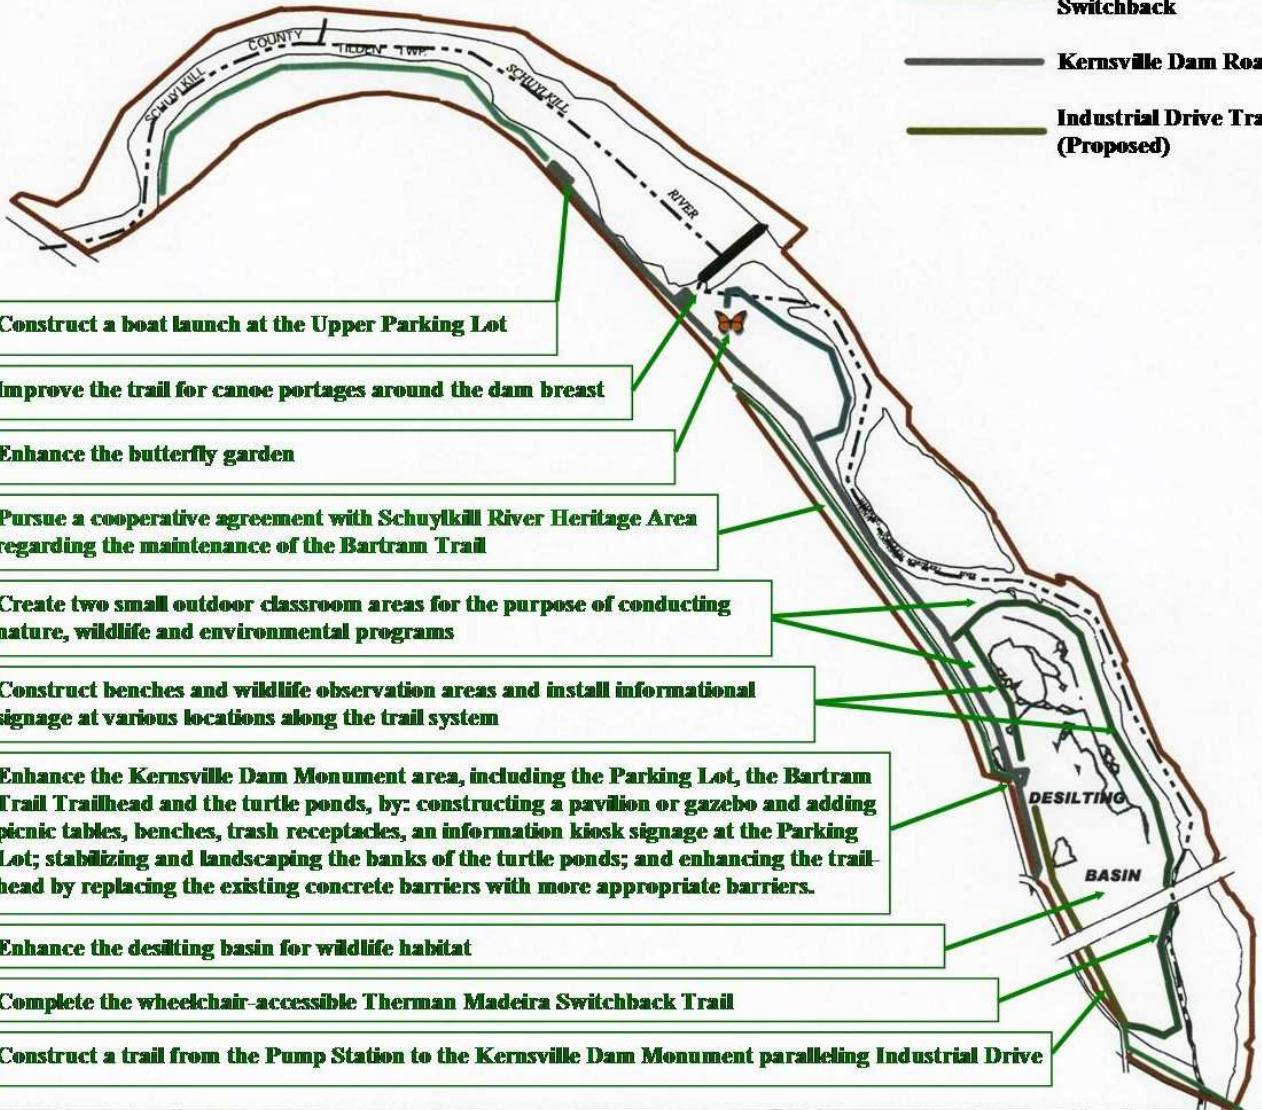 Switchback
Kernsville Dam Roa
Industrial Drive Tra
(Proposed)
SCHUYLKILL COUNTY
TILDEN TWP.
SCHUYLKILL
RIVER
Construct a boat launch at the Upper Parking Lot
Improve the trail for canoe portages around the dam breast
Enhance the butterfly garden
Pursue a cooperative agreement with Schuylkill River Heritage Area
regarding the maintenance of the Bartram Trail
Create two small outdoor classroom areas for the purpose of conducting
nature, wildlife and environmental programs
Construct benches and wildlife observation areas and install informational
signage at various locations along the trail system
Enhance the Kernsville Dam Monument area, including the Parking Lot, the Bartram
Trail Trailhead and the turtle ponds, by: constructing a pavilion or gazebo and adding
picnic tables, benches, trash receptacles, an information kiosk signage at the Parking
Lot; stabilizing and landscaping the banks of the turtle ponds; and enhancing the trail-
head by replacing the existing concrete barriers with more appropriate barriers.
DESILTING
BASIN
Enhance the desilting basin for wildlife habitat
Complete the wheelchair-accessible Therman Madeira Switchback Trail
Construct a trail from the Pump Station to the Kernsville Dam Monument paralleling Industrial Drive